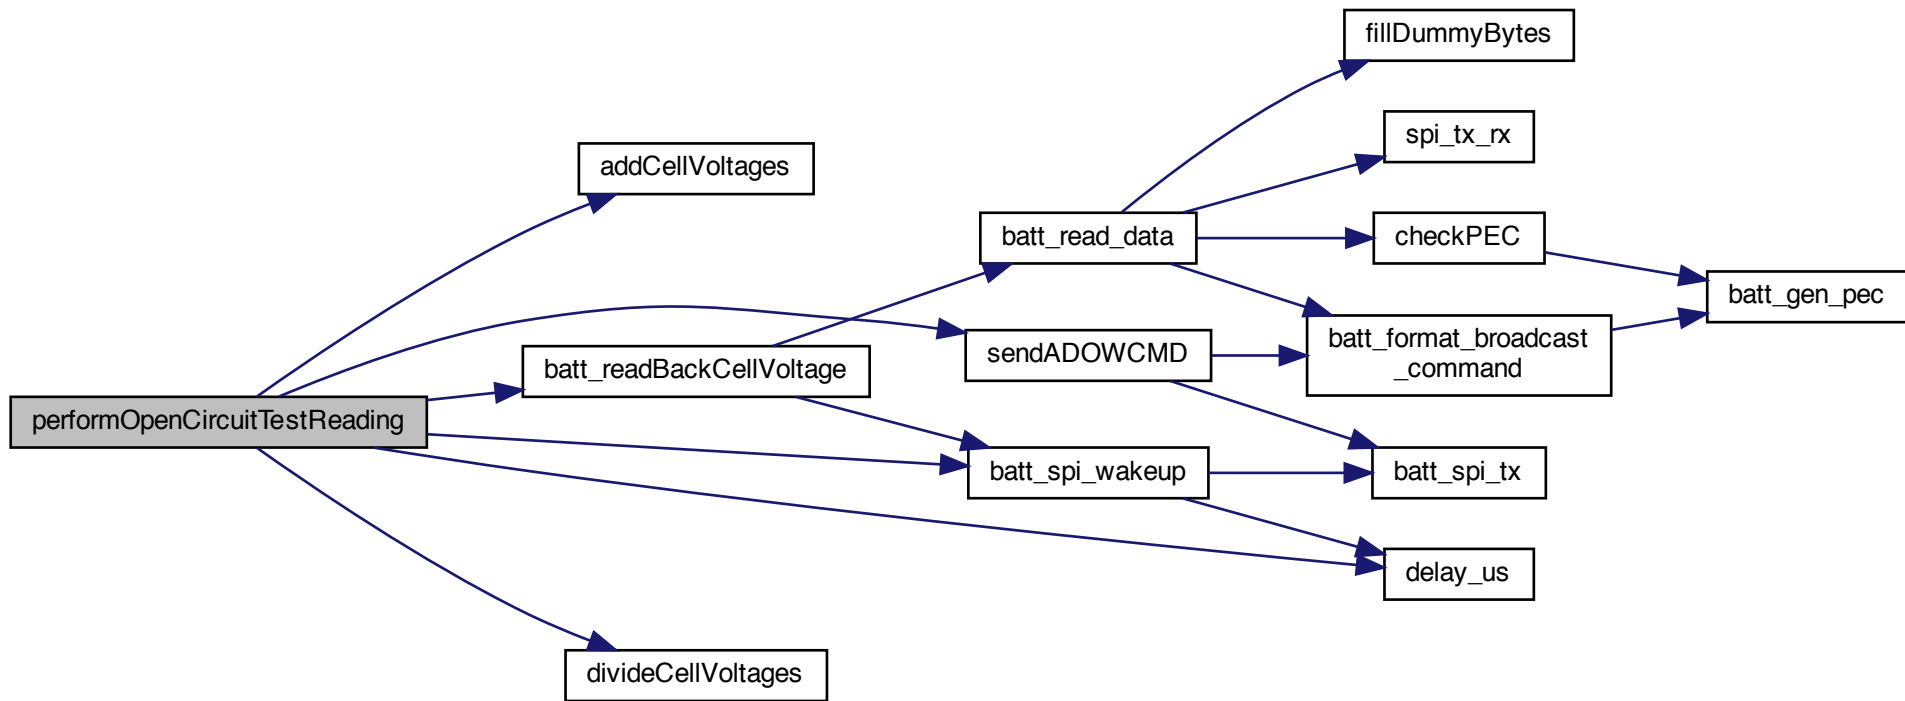 fillDummyBytes
spi_tx_rx
addCellVoltages
batt_read_data
checkPEC
batt_gen_pec
sendADOWCMD
batt_format_broadcast
_command
batt_readBackCellVoltage
performOpenCircuitTestReading
batt_spi_wakeup
batt_spi_tx
delay_us
divideCellVoltages